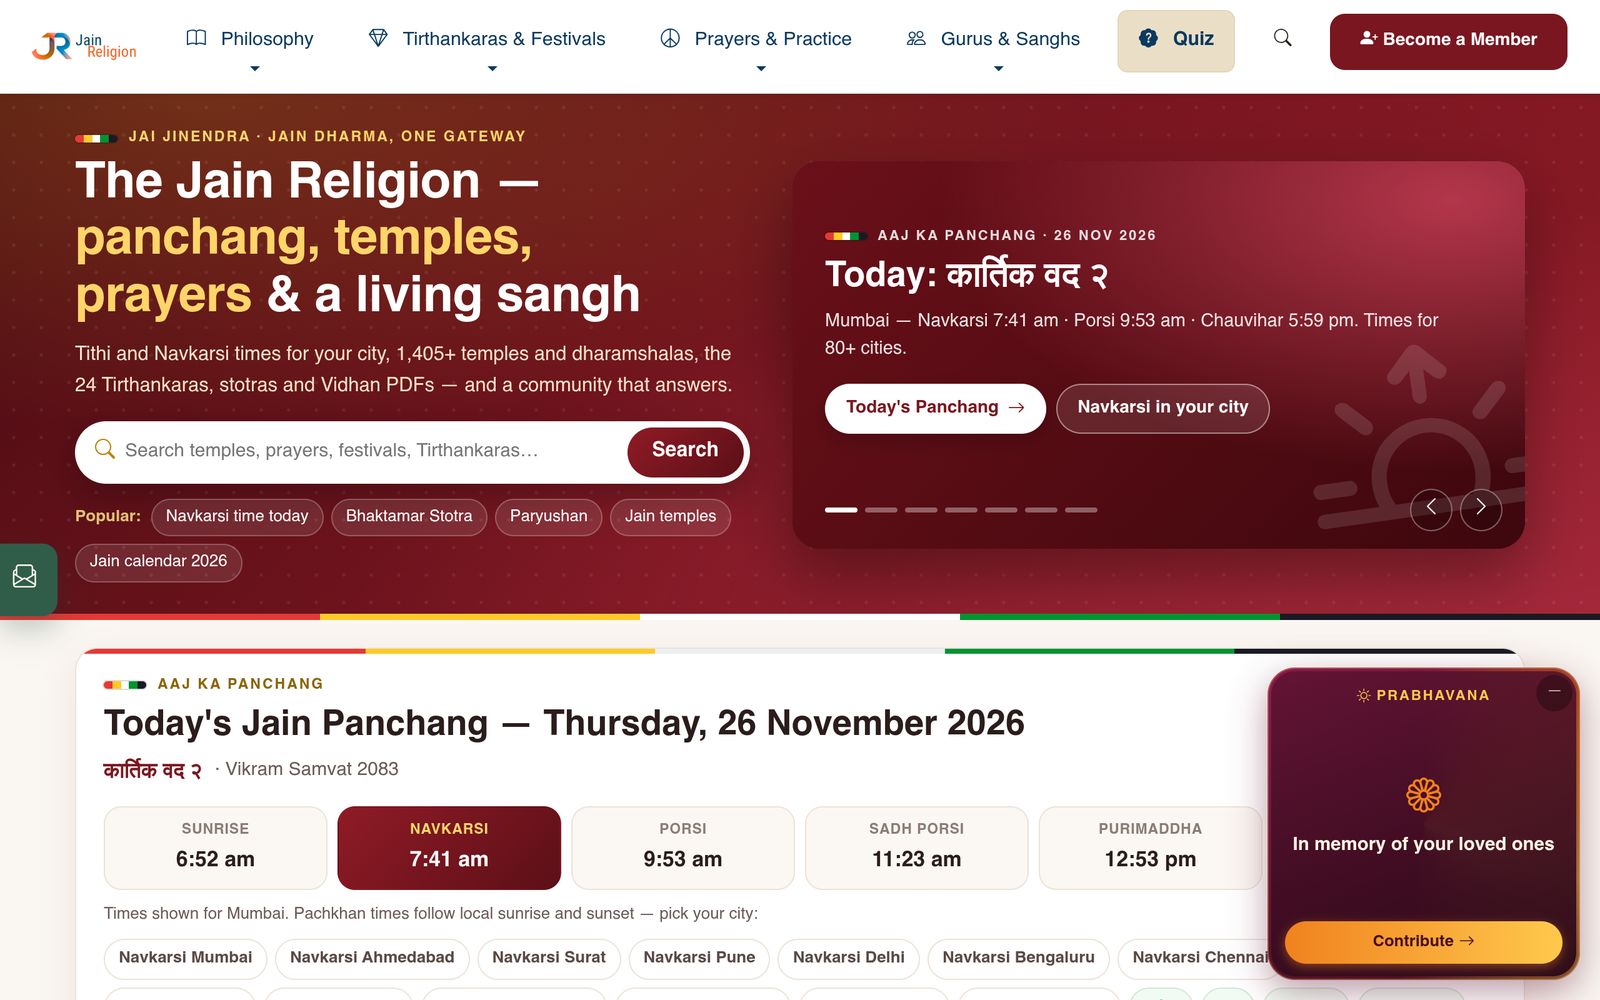 Jain
Religion
Philosophy
Tirthankaras & Festivals
Prayers & Practice
Gurus & Sanghs
Quiz
Become a Member
JAI JINENDRA · JAIN DHARMA, ONE GATEWAY
The Jain Religion —
panchang, temples,
prayers & a living sangh
Tithi and Navkarsi times for your city, 1,405+ temples and dharamshalas, the
24 Tirthankaras, stotras and Vidhan PDFs — and a community that answers.
Search temples, prayers, festivals, Tirthankaras...
Search
Popular:
Navkarsi time today
Bhaktamar Stotra
Paryushan
Jain temples
Jain calendar 2026
AAJ KA PANCHANG · 26 NOV 2026
Today: कार्तिक वद २
Mumbai — Navkarsi 7:41 am · Porsi 9:53 am · Chauvihar 5:59 pm. Times for
80+ cities.
Today's Panchang →
Navkarsi in your city
AAJ KA PANCHANG
Today's Jain Panchang — Thursday, 26 November 2026
कार्तिक वद २ · Vikram Samvat 2083
SUNRISE
6:52 am
NAVKARSI
7:41 am
PORSI
9:53 am
SADH PORSI
11:23 am
PURIMADDHA
12:53 pm
Times shown for Mumbai. Pachkhan times follow local sunrise and sunset — pick your city:
Navkarsi Mumbai
Navkarsi Ahmedabad
Navkarsi Surat
Navkarsi Pune
Navkarsi Delhi
Navkarsi Bengaluru
Navkarsi Chennai
PRABHAVANA
In memory of your loved ones
Contribute →